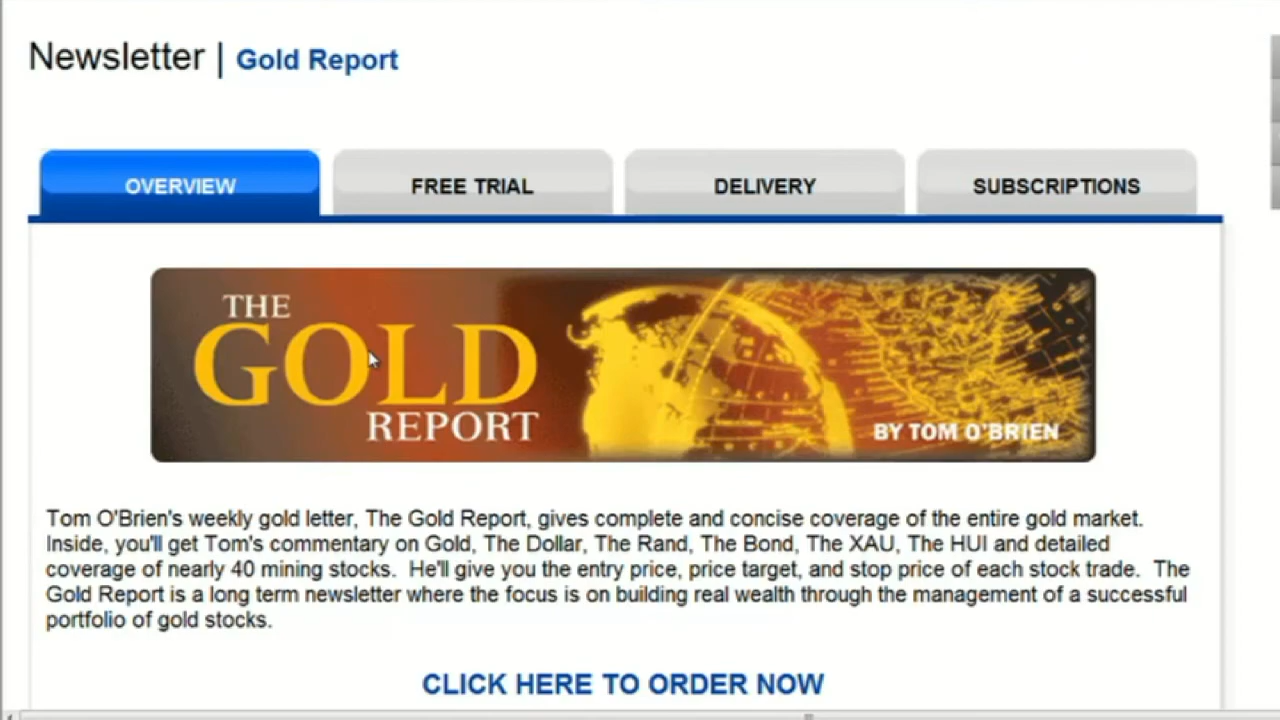 Newsletter | Gold Report
OVERVIEW
FREE TRIAL
DELIVERY
SUBSCRIPTIONS
THE
GOLD
REPORT
BY TOM O'BRIEN
Tom O'Brien's weekly gold letter, The Gold Report, gives complete and concise coverage of the entire gold market.
Inside, you'll get Tom's commentary on Gold, The Dollar, The Rand, The Bond, The XAU, The HUI and detailed
coverage of nearly 40 mining stocks.  He'll give you the entry price, price target, and stop price of each stock trade.  The
Gold Report is a long term newsletter where the focus is on building real wealth through the management of a successful
portfolio of gold stocks.
CLICK HERE TO ORDER NOW